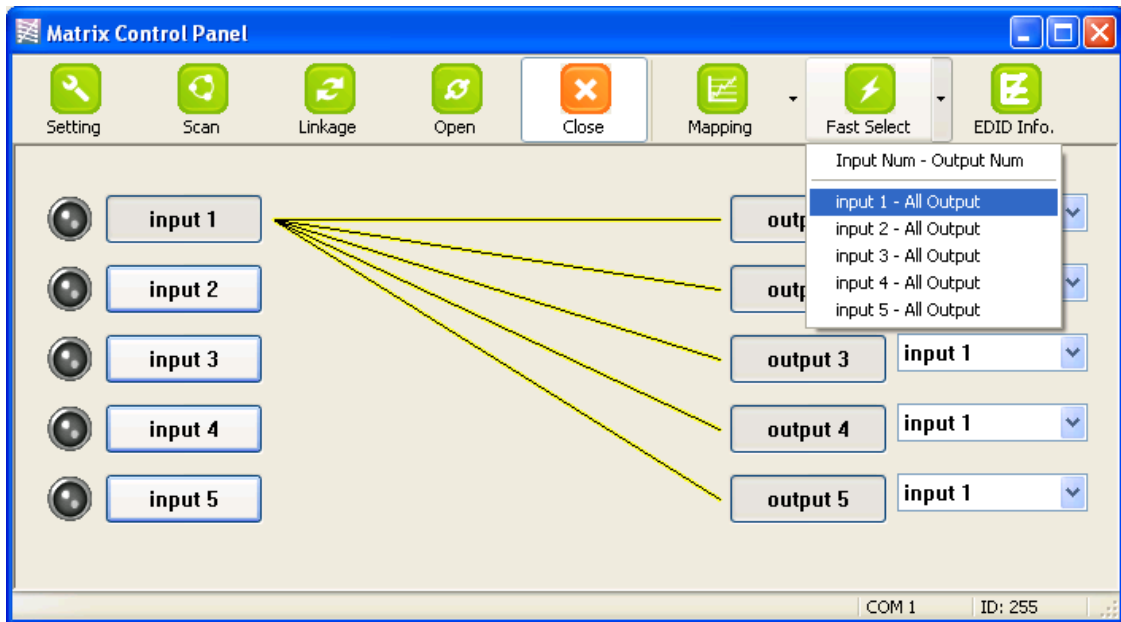 Matrix Control Panel
Setting Scan Linkage Open Close Mapping Fast Select EDID Info.
Input Num - Output Num
input 1 - All Output
input 2 - All Output
input 3 - All Output
input 4 - All Output
input 5 - All Output
input 1
input 2
input 3 output 3 input 1
input 4 output 4 input 1
input 5 output 5 input 1
COM 1 ID: 255